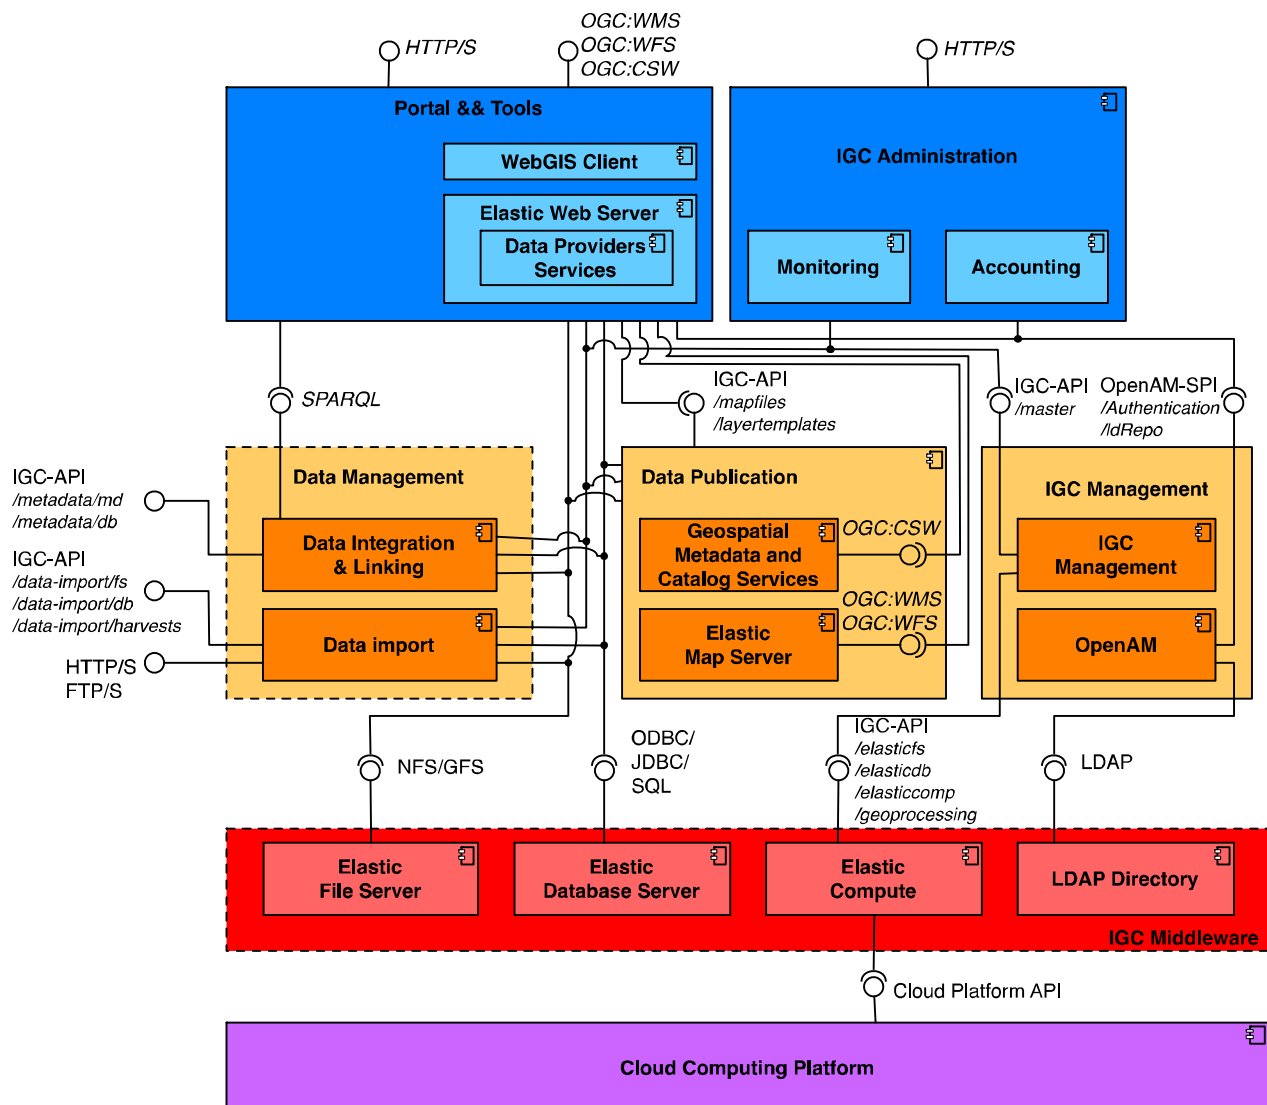 HTTP/S
OGC:WMS
OGC:WFS
OGC:CSW
HTTP/S
Portal && Tools
WebGIS Client
Elastic Web Server
Data Providers
Services
IGC Administration
Monitoring
Accounting
SPARQL
IGC-API
/mapfiles
/layertemplates
IGC-API
/master
OpenAM-SPI
/Authentication
/IdRepo
IGC-API
/metadata/md
/metadata/db
IGC-API
/data-import/fs
/data-import/db
/data-import/harvests
HTTP/S
FTP/S
Data Management
Data Integration
& Linking
Data import
Data Publication
Geospatial
Metadata and
Catalog Services
OGC:CSW
OGC:WMS
OGC:WFS
Elastic
Map Server
IGC Management
IGC
Management
OpenAM
NFS/GFS
ODBC/
JDBC/
SQL
IGC-API
/elasticfs
/elasticdb
/elasticcomp
/geoprocessing
LDAP
Elastic
File Server
Elastic
Database Server
Elastic
Compute
LDAP Directory
IGC Middleware
Cloud Platform API
Cloud Computing Platform